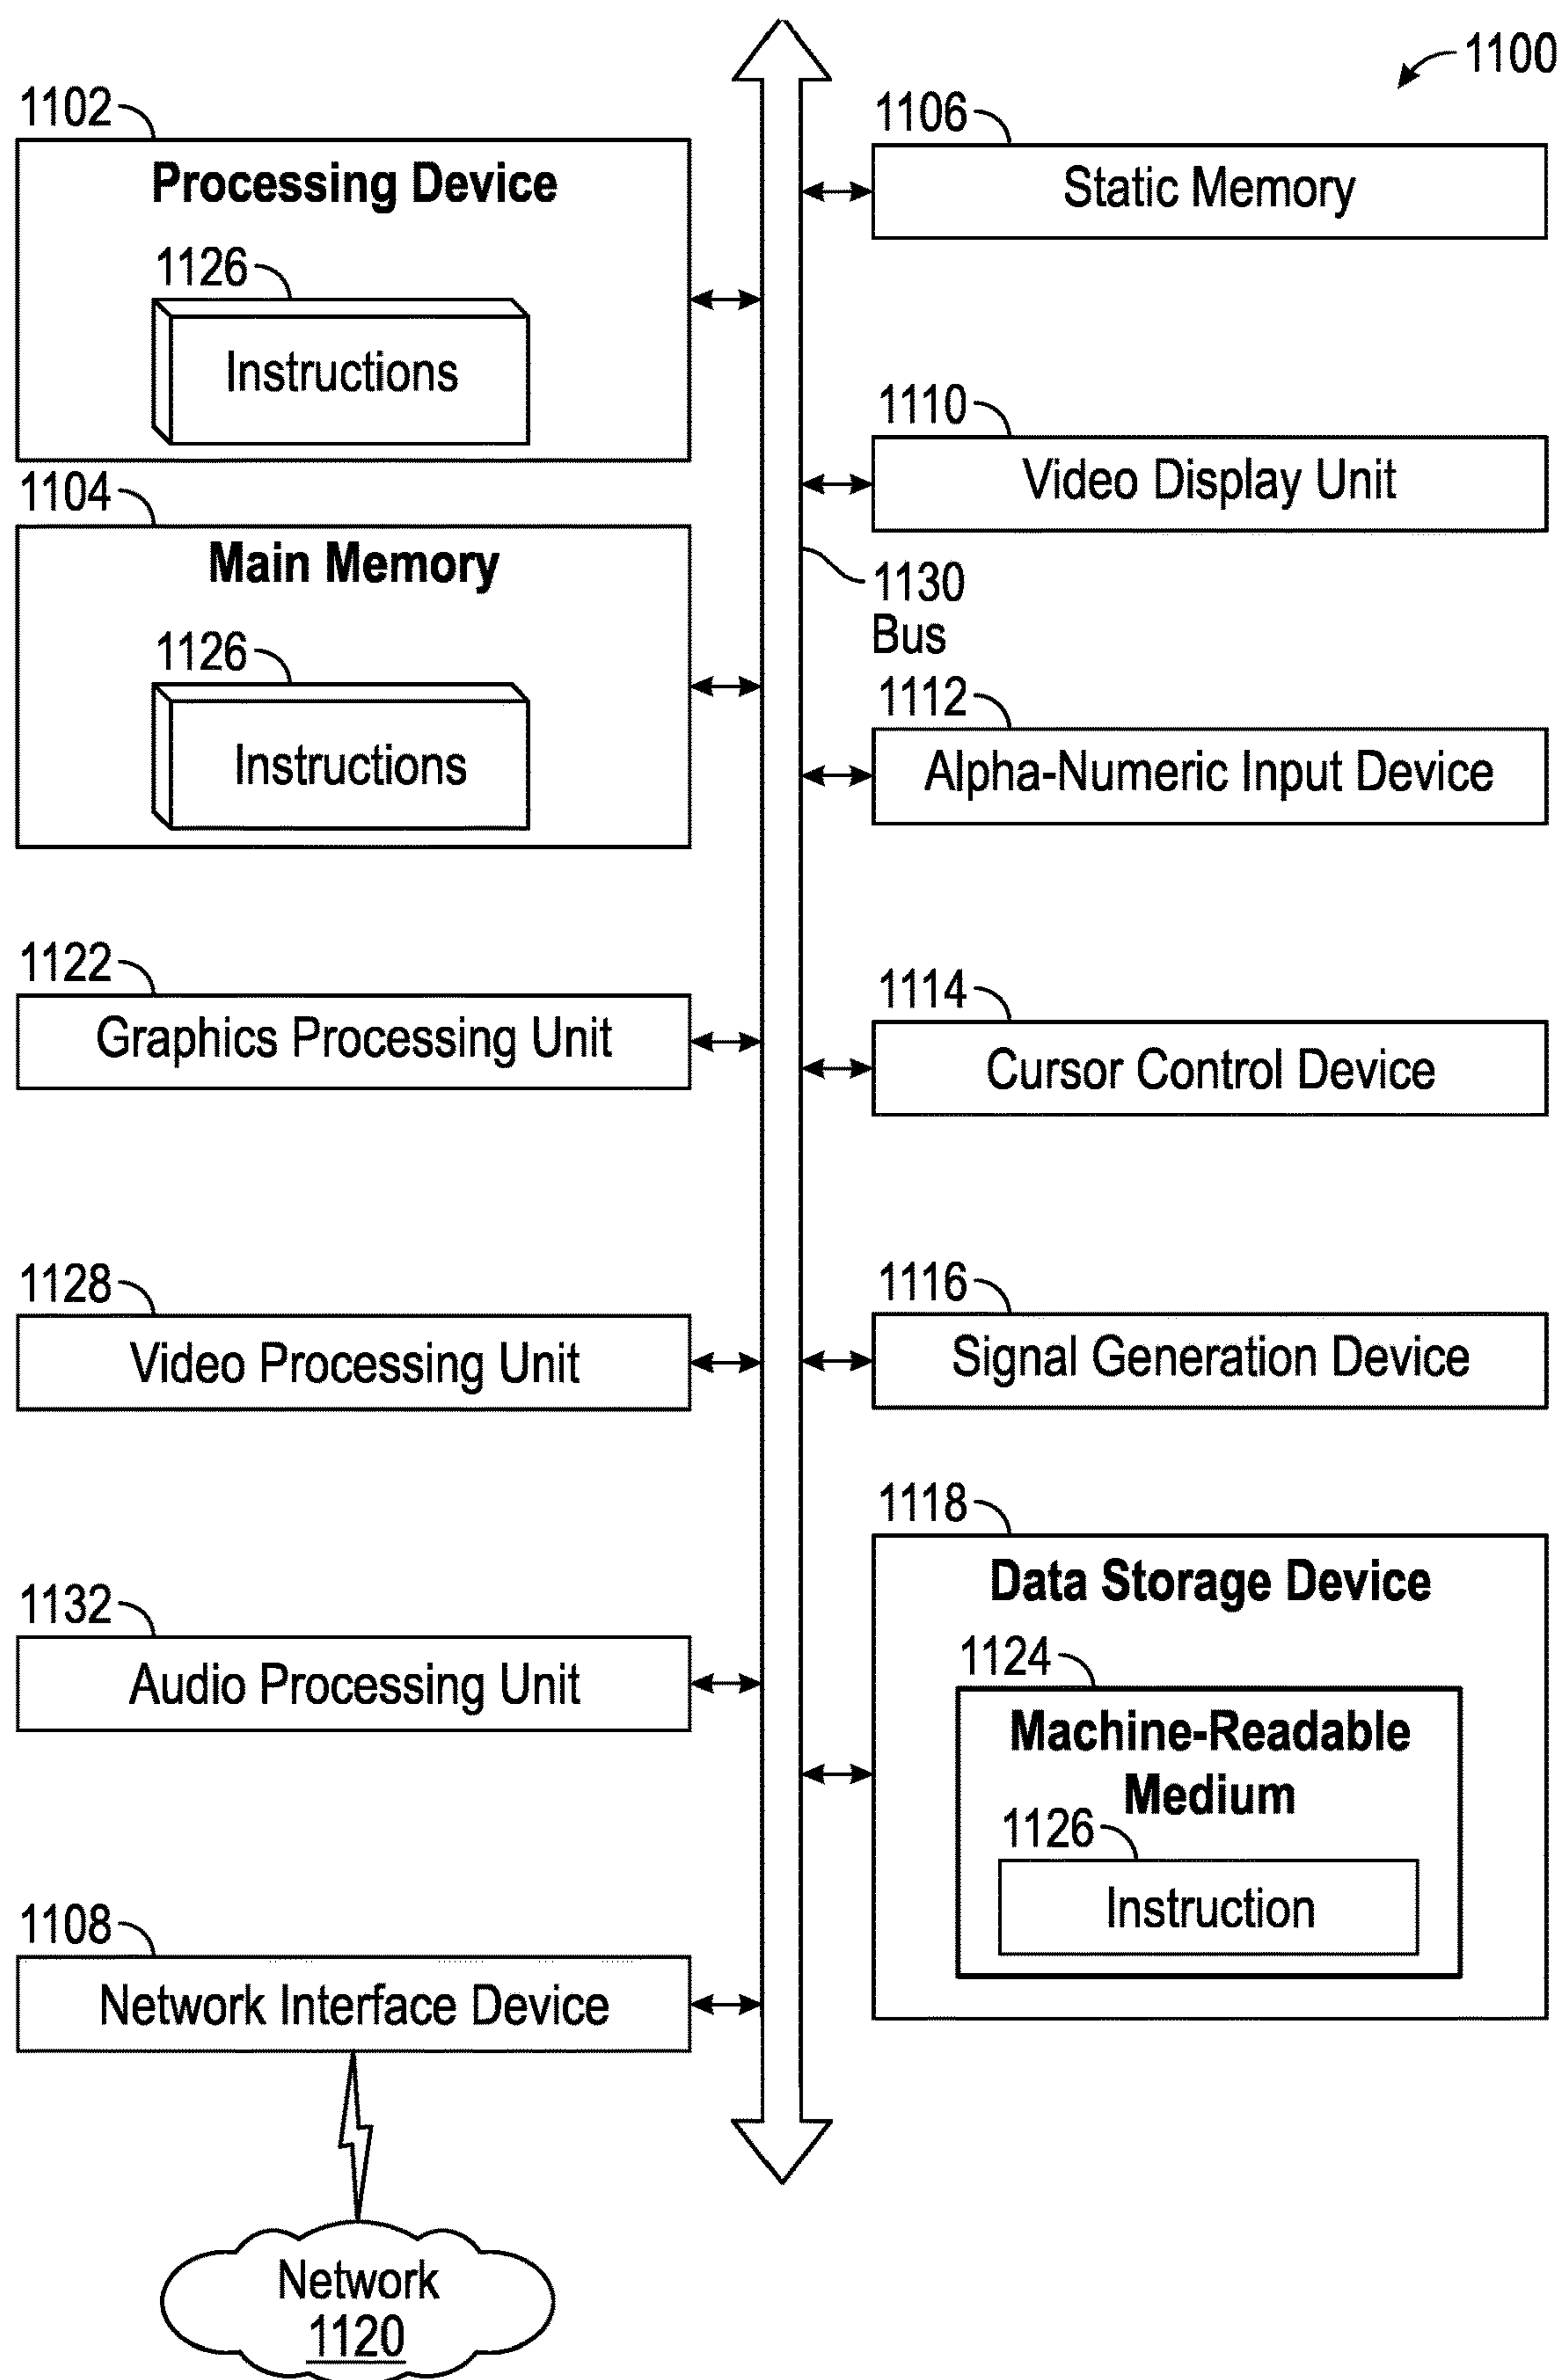 1100
1102
Processing Device
1126
Instructions
1104
Main Memory
1126
Instructions
1122
Graphics Processing Unit
1128
Video Processing Unit
1132
Audio Processing Unit
1108
Network Interface Device
Network
1120
1106
Static Memory
1110
Video Display Unit
1130
Bus
1112
Alpha-Numeric Input Device
1114
Cursor Control Device
1116
Signal Generation Device
1118
Data Storage Device
1124
Machine-Readable
Medium
1126
Instruction